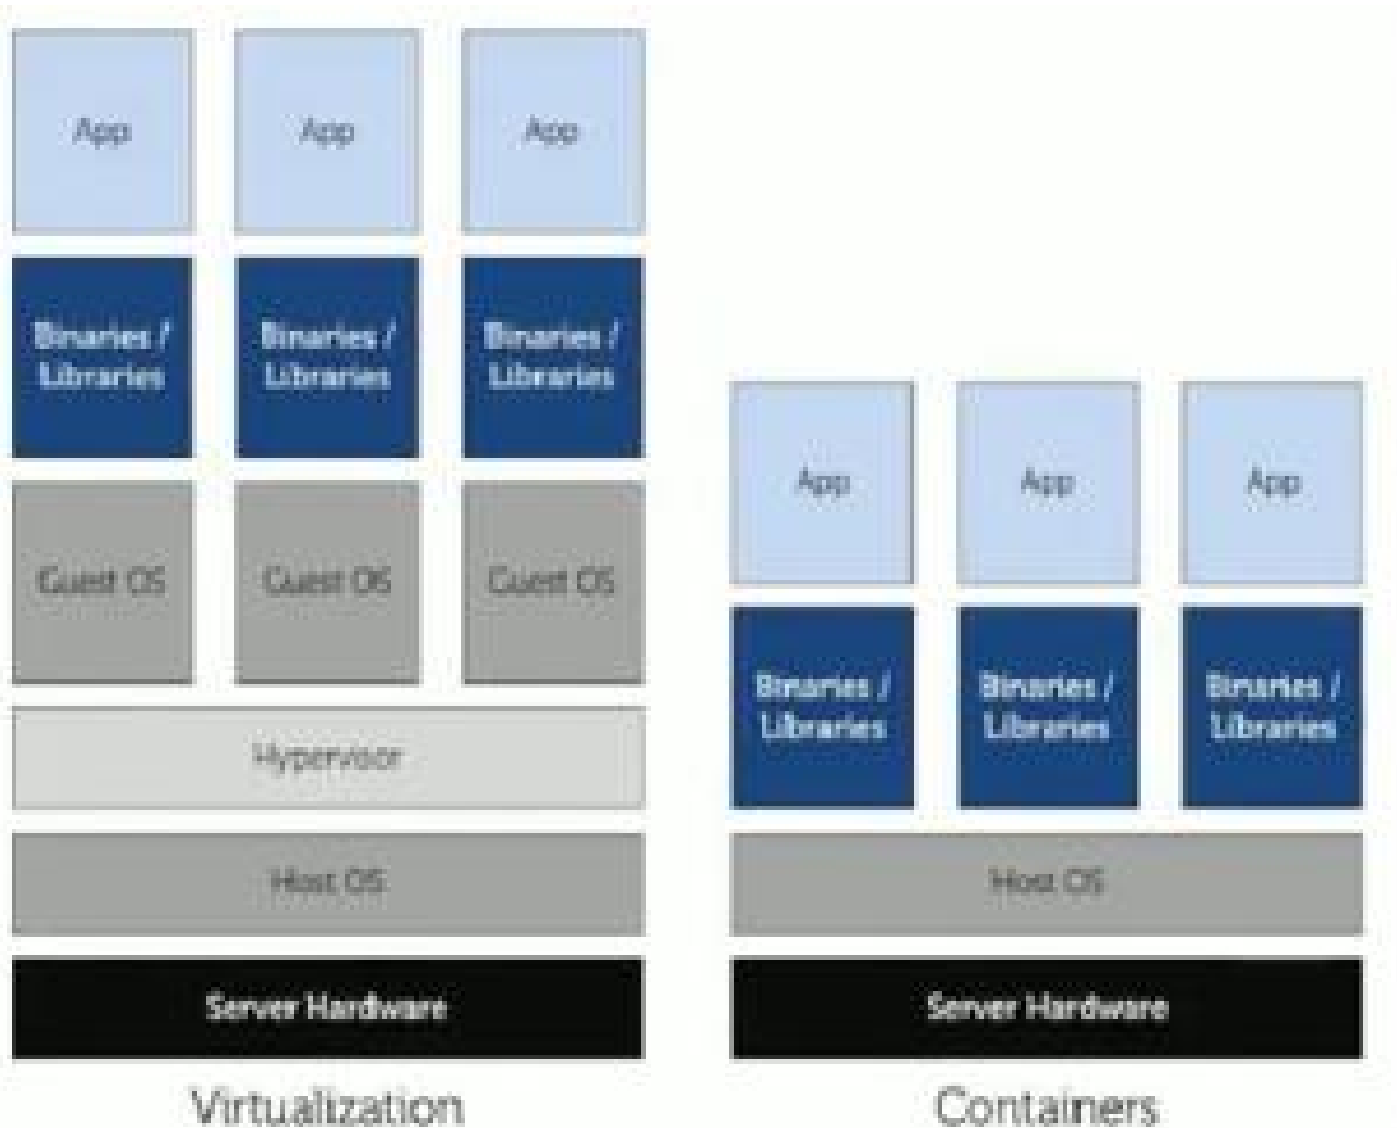 App App App
Binaries / Binaries / Binaries /
Libraries Libraries Libraries
Guest OS Guest OS Guest OS
Hypervisor
Host OS
Server Hardware
Virtualization
App App App
Binaries / Binaries / Binaries /
Libraries Libraries Libraries
Host OS
Server Hardware
Containers